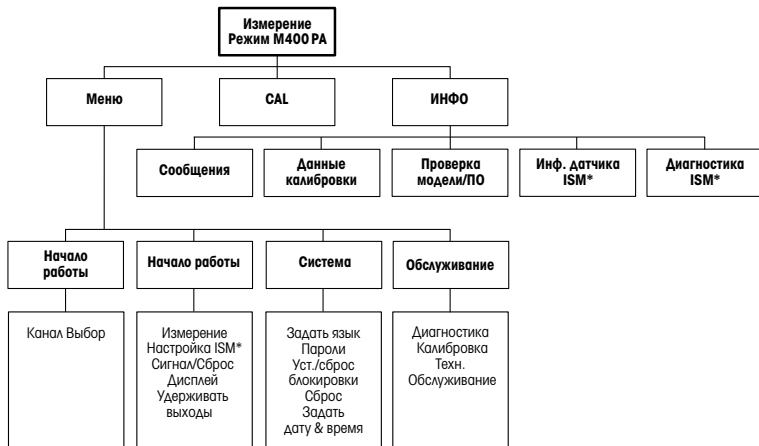 Измерение
Режим M400 PA
Меню
CAL
ИНФО
Сообщения
Данные
калибровки
Проверка
модели/ПО
Инф. датчика
ISM*
Диагностика
ISM*
Начало
работы
Начало работы
Система
Обслуживание
Канал Выбор
Измерение
Настройка ISM*
Сигнал/Сброс
Дисплей
Удерживать
выходы
Задать язык
Пароли
Уст./сброс
блокировки
Сброс
Задать
дату & время
Диагностика
Калибровка
Техн.
Обслуживание